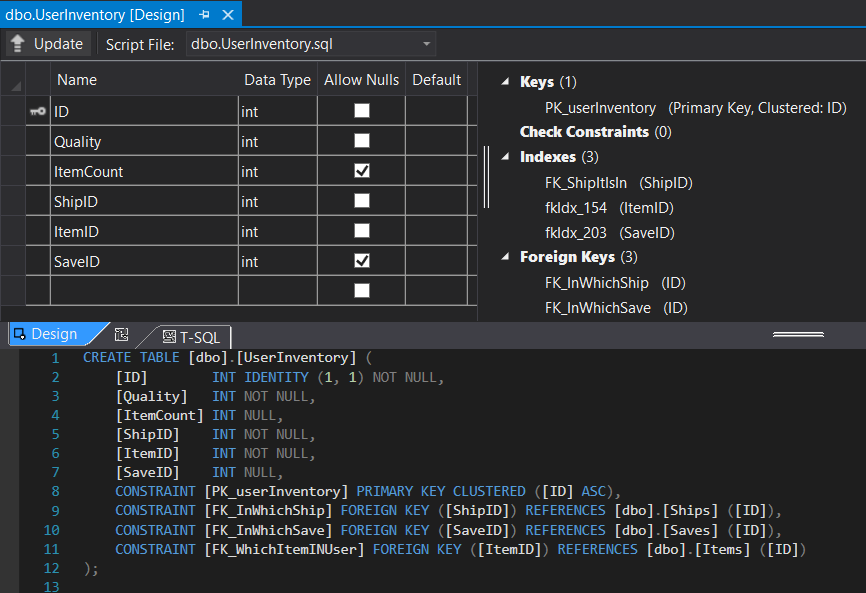 dbo.UserInventory [Design]
Update Script File: dbo.UserInventory.sql
Name Data Type Allow Nulls Default
ID int
Quality int
ItemCount int
ShipID int
ItemID int
SaveID int
Keys (1)
PK_userInventory (Primary Key, Clustered: ID)
Check Constraints (0)
Indexes (3)
FK_ShipItIsIn (ShipID)
fkIdx_154 (ItemID)
fkIdx_203 (SaveID)
Foreign Keys (3)
FK_InWhichShip (ID)
FK_InWhichSave (ID)
Design T-SQL
1 CREATE TABLE [dbo].[UserInventory] (
2 [ID] INT IDENTITY (1, 1) NOT NULL,
3 [Quality] INT NOT NULL,
4 [ItemCount] INT NULL,
5 [ShipID] INT NOT NULL,
6 [ItemID] INT NOT NULL,
7 [SaveID] INT NULL,
8 CONSTRAINT [PK_userInventory] PRIMARY KEY CLUSTERED ([ID] ASC),
9 CONSTRAINT [FK_InWhichShip] FOREIGN KEY ([ShipID]) REFERENCES [dbo].[Ships] ([ID]),
10 CONSTRAINT [FK_InWhichSave] FOREIGN KEY ([SaveID]) REFERENCES [dbo].[Saves] ([ID]),
11 CONSTRAINT [FK_WhichItemINUser] FOREIGN KEY ([ItemID]) REFERENCES [dbo].[Items] ([ID])
12 );
13